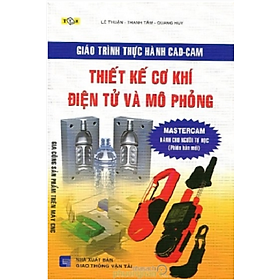 LÊ THUẬN - THANH TÂM - QUANG HUY
GIÁO TRÌNH THỰC HÀNH CAD-CAM
THIẾT KẾ CƠ KHÍ
ĐIỆN TỬ VÀ MÔ PHỎNG
MASTERCAM
DÀNH CHO NGƯỜI TỰ HỌC
(Phiên bản mới)
GIA CÔNG SẢN PHẨM TRÊN MÁY CNC
NHÀ XUẤT BẢN
GIAO THÔNG VẬN TẢI